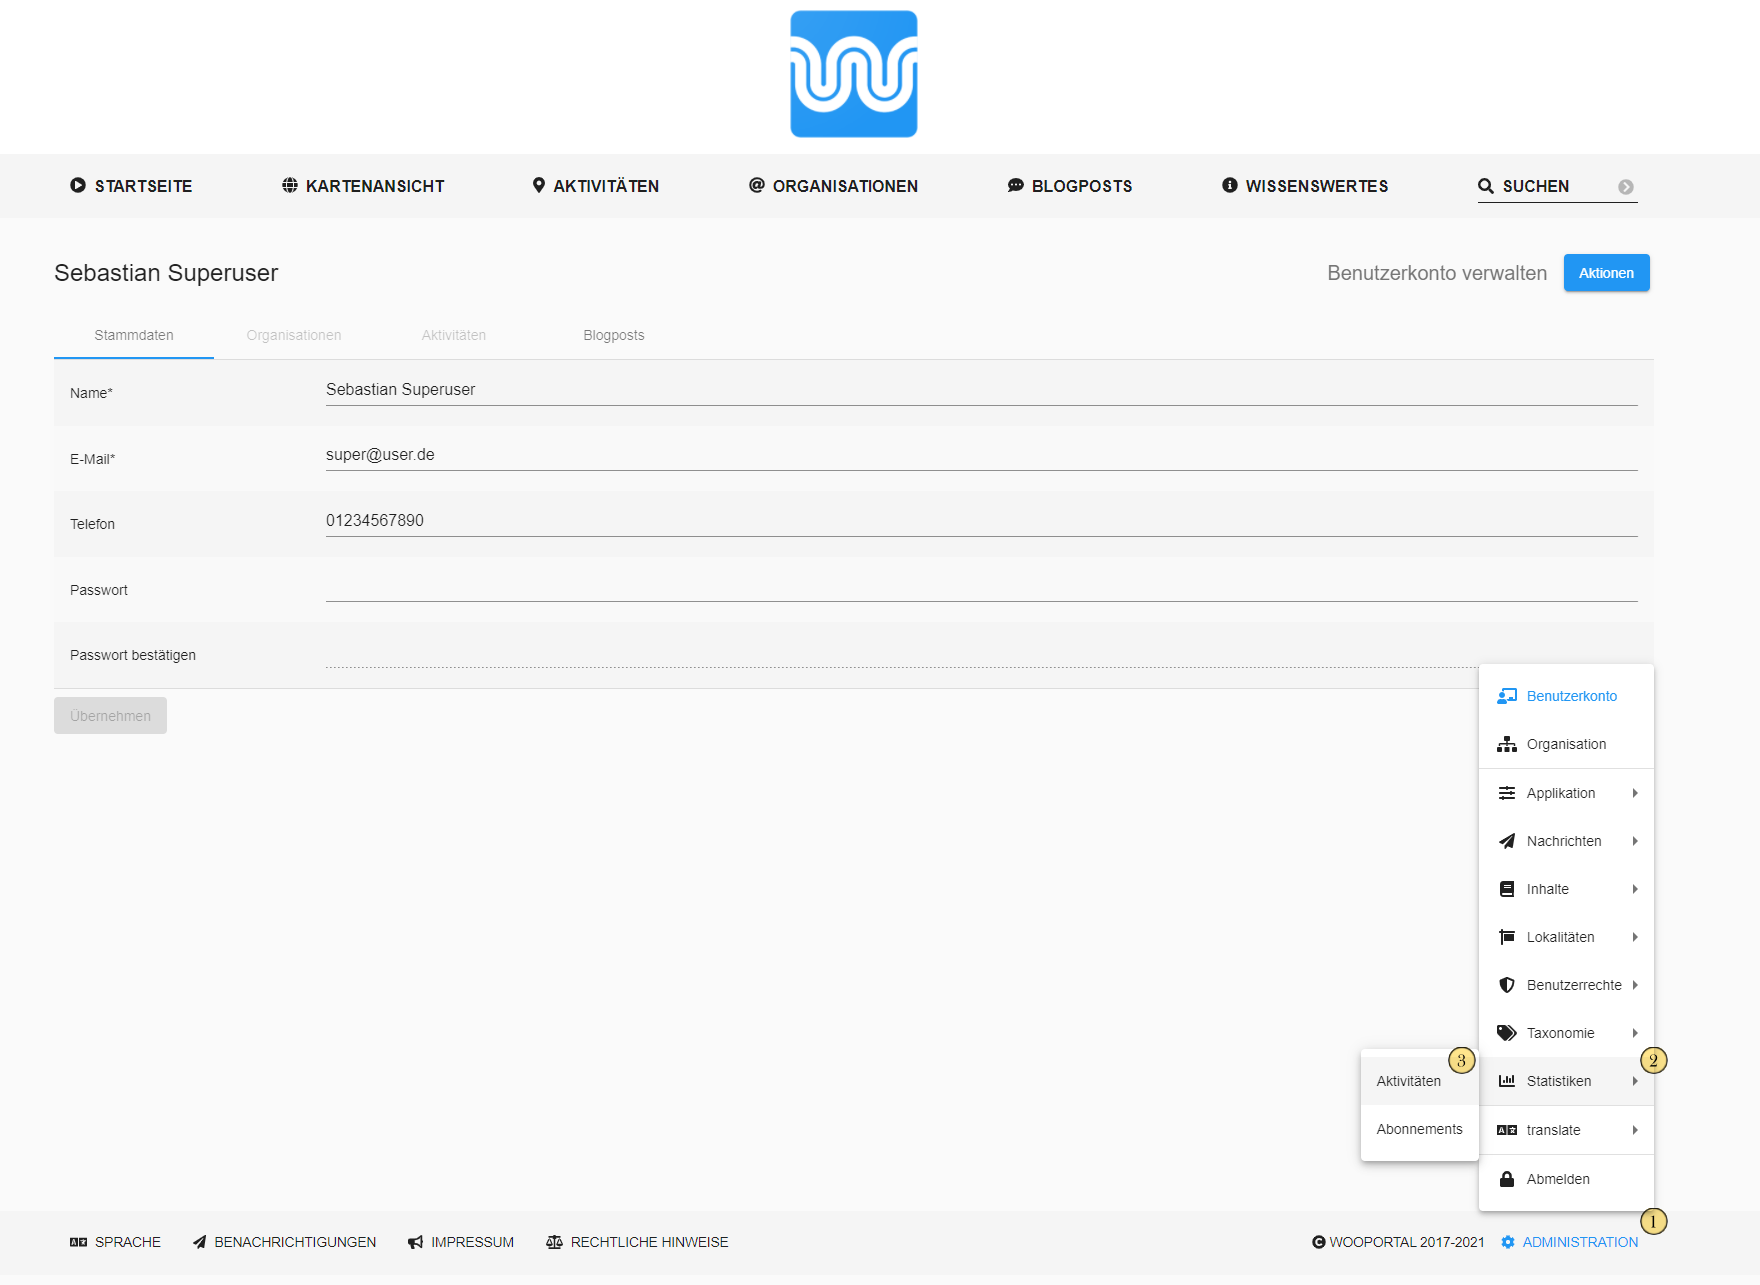 STARTSEITE KARTENANSICHT AKTIVITÄTEN ORGANISATIONEN BLOGPOSTS WISSENSWERTES SUCHEN
Sebastian Superuser Benutzerkonto verwalten Aktionen
Stammdaten Organisationen Aktivitäten Blogposts
Name* Sebastian Superuser
E-Mail* super@user.de
Telefon 01234567890
Passwort
Passwort bestätigen
Übernehmen
Benutzerkonto
Organisation
Applikation
Nachrichten
Inhalte
Lokalitäten
Benutzerrechte
Taxonomie
Statistiken 2
Aktivitäten 3
Abonnements
translate
Abmelden
1
SPRACHE BENACHRICHTIGUNGEN IMPRESSUM RECHTLICHE HINWEISE WOOPORTAL 2017-2021 ADMINISTRATION